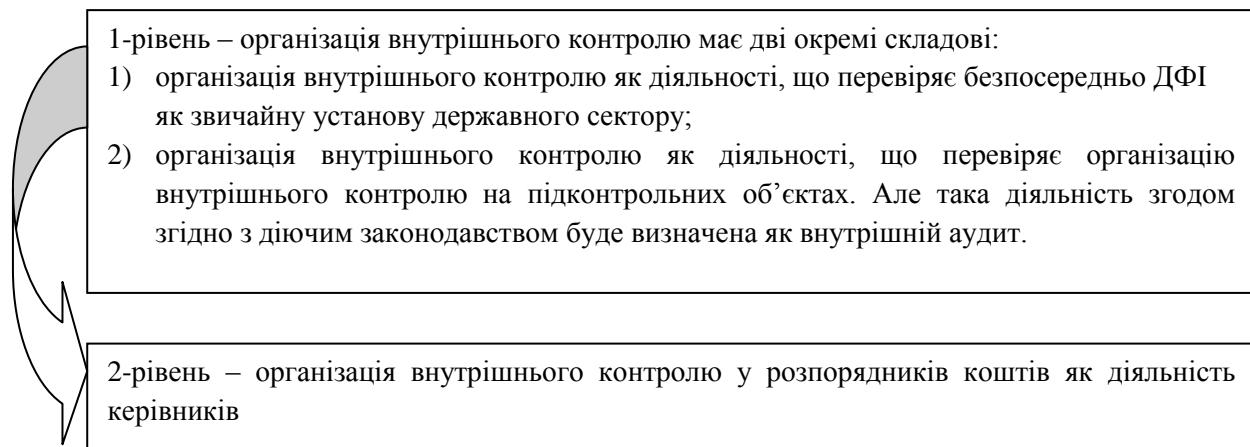 1-рівень – організація внутрішнього контролю має дві окремі складові:
1) організація внутрішнього контролю як діяльності, що перевіряє безпосередньо ДФІ
як звичайну установу державного сектору;
2) організація внутрішнього контролю як діяльності, що перевіряє організацію
внутрішнього контролю на підконтрольних об’єктах. Але така діяльність згодом
згідно з діючим законодавством буде визначена як внутрішній аудит.
2-рівень – організація внутрішнього контролю у розпорядників коштів як діяльність
керівників